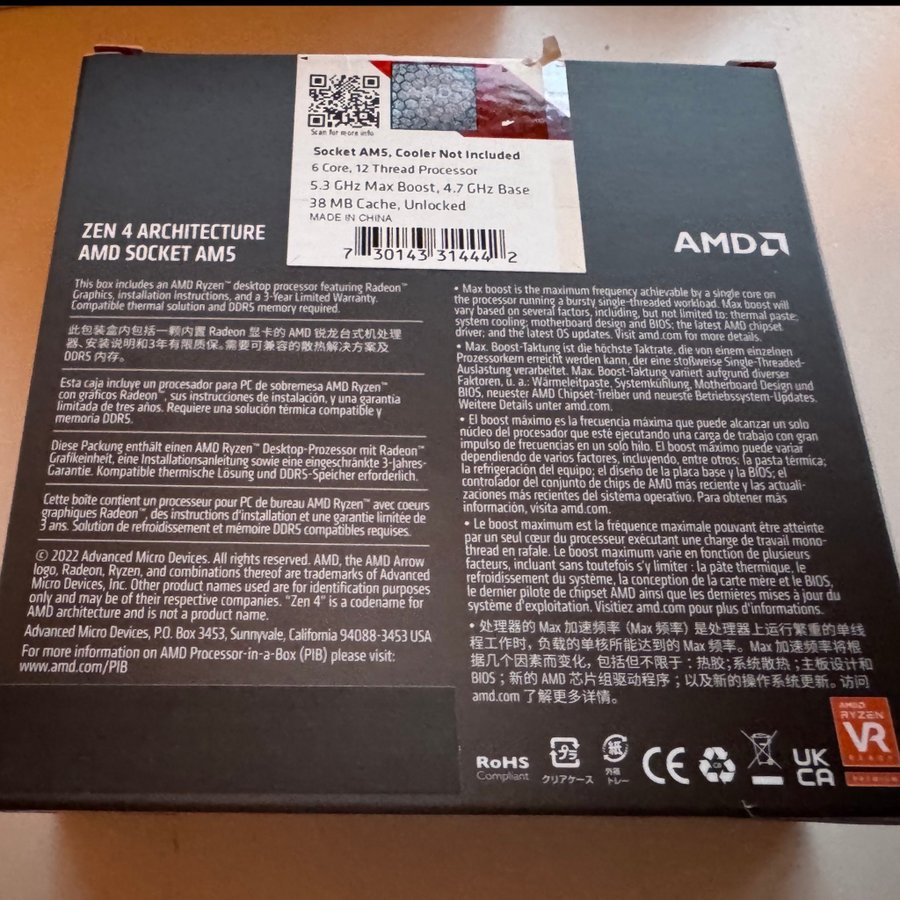 Scan for more info
Socket AM5, Cooler Not Included
6 Core, 12 Thread Processor
5.3 GHz Max Boost, 4.7 GHz Base
38 MB Cache, Unlocked
MADE IN CHINA
7 30143 31444 2
ZEN 4 ARCHITECTURE
AMD SOCKET AM5
AMD
This box includes an AMD Ryzen™ desktop processor featuring Radeon™
Graphics, installation instructions, and a 3-Year Limited Warranty.
Compatible thermal solution and DDR5 memory required.
此包装盒内包括一颗内置 Radeon 显卡的 AMD 锐龙台式机处理
器、安装说明和3年有限质保。需要可兼容的散热解决方案及
DDR5 内存。
Esta caja incluye un procesador para PC de sobremesa AMD Ryzen™
con gráficos Radeon™, sus instrucciones de instalación, y una garantía
limitada de tres años. Requiere una solución térmica compatible y
memoria DDR5.
Diese Packung enthält einen AMD Ryzen™ Desktop-Prozessor mit Radeon™
Grafikeinheit, eine Installationsanleitung sowie eine eingeschränkte 3-Jahres-
Garantie. Kompatible thermische Lösung und DDR5-Speicher erforderlich.
Cette boîte contient un processeur pour PC de bureau AMD Ryzen™ avec coeurs
graphiques Radeon™, des instructions d'installation et une garantie limitée de
3 ans. Solution de refroidissement et mémoire DDR5 compatibles requises.
© 2022 Advanced Micro Devices. All rights reserved. AMD, the AMD Arrow
logo, Radeon, Ryzen, and combinations thereof are trademarks of Advanced
Micro Devices, Inc. Other product names used are for identification purposes
only and may be of their respective companies. "Zen 4" is a codename for
AMD architecture and is not a product name.
Advanced Micro Devices, P.O. Box 3453, Sunnyvale, California 94088-3453 USA
For more information on AMD Processor-in-a-Box (PIB) please visit:
www.amd.com/PIB
• Max boost is the maximum frequency achievable by a single core on
the processor running a bursty single-threaded workload. Max boost will
vary based on several factors, including, but not limited to: thermal paste;
system cooling; motherboard design and BIOS; the latest AMD chipset
driver; and the latest OS updates. Visit amd.com for more details.
• Max. Boost-Taktung ist die höchste Taktrate, die von einem einzelnen
Prozessorkern erreicht werden kann, der eine stoßweise Single-Threaded-
Auslastung verarbeitet. Max. Boost-Taktung variert aufgrund diverser
Faktoren, u. a.: Wärmeleitpaste, Systemkühlung, Motherboard Design und
BIOS, neuester AMD Chipset-Treiber und neueste Betriebssystem-Updates.
Weitere Details unter amd.com.
• El boost máximo es la frecuencia máxima que puede alcanzar un solo
núcleo del procesador que esté ejecutando una carga de trabajo con gran
impulso de frecuencias en un solo hilo. El boost máximo puede variar
dependiendo de varios factores, incluyendo, entre otros: la pasta térmica;
la refrigeración del equipo; el diseño de la placa base y la BIOS; el
controlador del conjunto de chips de AMD más reciente y las actuali-
zaciones más recientes del sistema operativo. Para obtener más
información, visita amd.com.
• Le boost maximum est la fréquence maximale pouvant être atteinte
par un seul cœur du processeur exécutant une charge de travail mono-
thread en rafale. Le boost maximum varie en fonction de plusieurs
facteurs, incluant sans toutefois s'y limiter : la pâte thermique, le
refroidissement du système, la conception de la carte mère et le BIOS,
le dernier pilote de chipset AMD ainsi que les dernières mises à jour du
système d'exploitation. Visitiez amd.com pour plus d'informations.
• 处理器的 Max 加速频率 (Max 频率) 是处理器上运行繁重的单线
程工作时，负载的单核所能达到的 Max 频率。Max 加速频率将根
据几个因素而变化，包括但不限于：热胶；系统散热；主板设计和
BIOS；新的 AMD 芯片组驱动程序；以及新的操作系统更新。访问
amd.com 了解更多详情。
RoHS
Compliant
プラ
クリアケース
紙
外箱
トレー
CE
UK
CA
AMD
RYZEN
VR
READY
PREMIUM